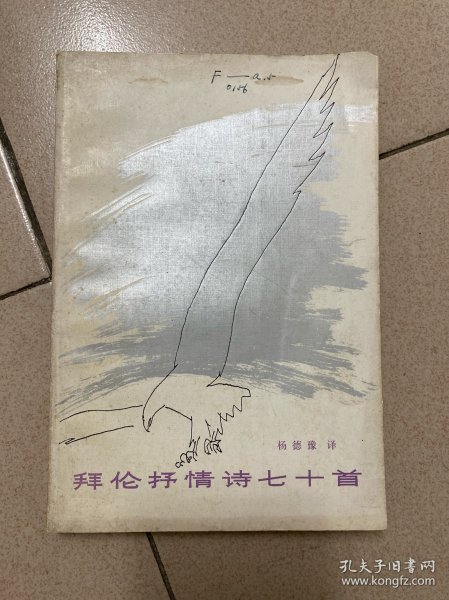 F — a.5
0156
杨德豫 译
拜伦抒情诗七十首
孔夫子旧书网
www.kongfz.com